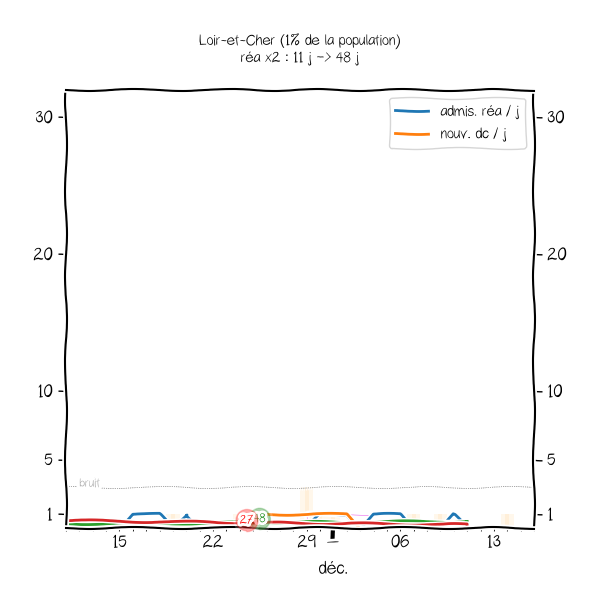 Loir-et-Cher (1% de la population)
réa x2 : 11 j -> 48 j
admis. réa / j
nouv. dc / j
30
30
20
20
10
10
5
5
bruit
1
27
8
1
15
22
29
06
13
déc.